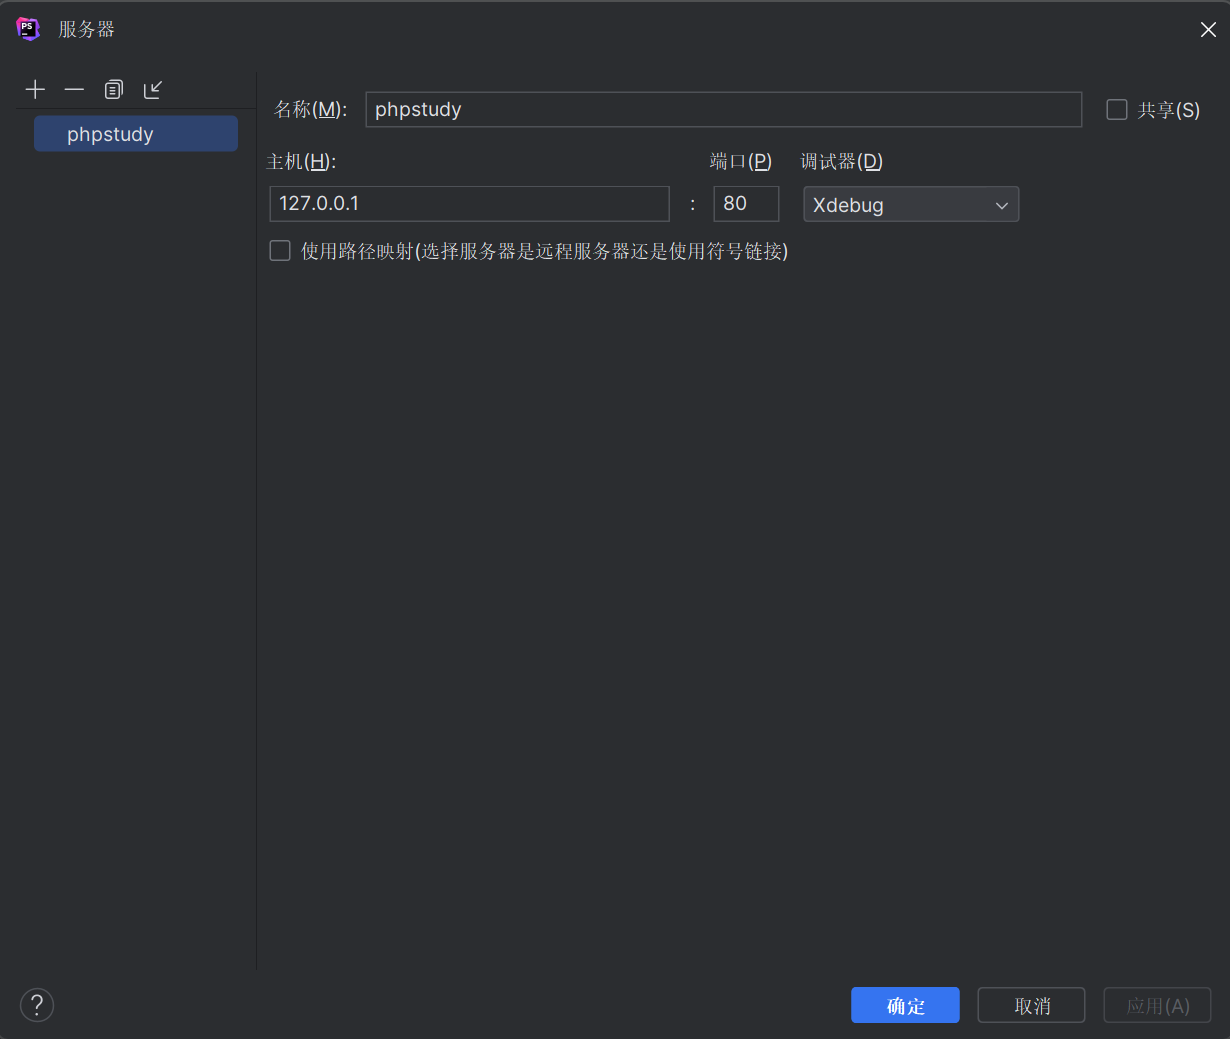 PS
服务器
phpstudy
名称(M): phpstudy 共享(S)
主机(H): 端口(P) 调试器(D)
127.0.0.1 : 80 Xdebug
使用路径映射(选择服务器是远程服务器还是使用符号链接)
? 确定 取消 应用(A)